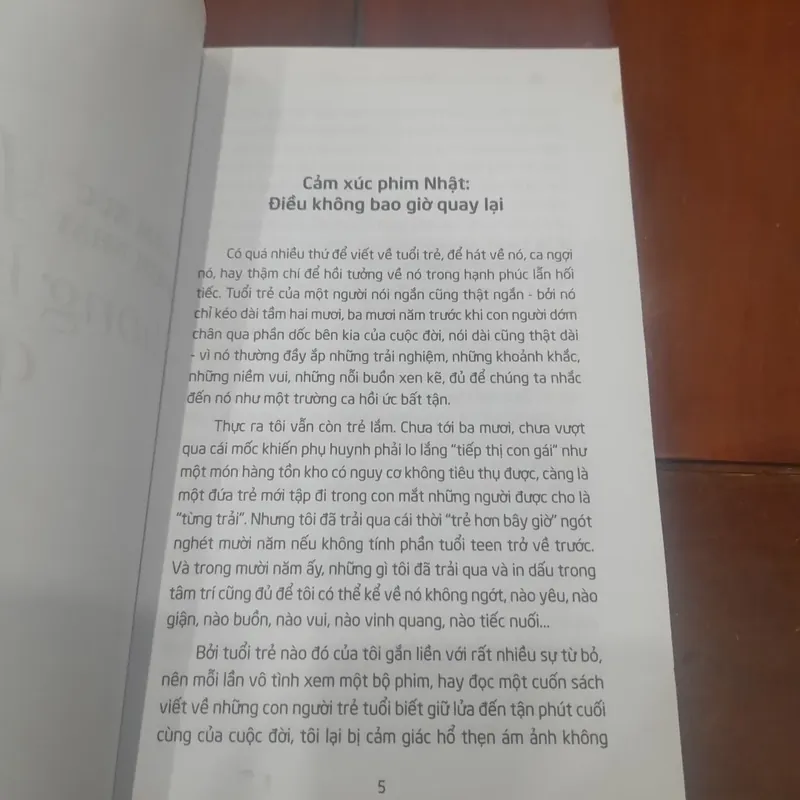 Cảm xúc phim Nhật:
Điều không bao giờ quay lại
Có quá nhiều thứ để viết về tuổi trẻ, để hát về nó, ca ngợi
nó, hay thậm chí để hồi tưởng về nó trong hạnh phúc lẫn hối
tiếc. Tuổi trẻ của một người nói ngắn cũng thật ngắn - bởi nó
chỉ kéo dài tầm hai mươi, ba mươi năm trước khi con người dớm
chân qua phần dốc bên kia của cuộc đời, nói dài cũng thật dài
- vì nó thường đầy ắp những trải nghiệm, những khoảnh khắc,
những niềm vui, những nỗi buồn xen kẽ, đủ để chúng ta nhắc
đến nó như một trường ca hồi ức bất tận.
Thực ra tôi vẫn còn trẻ lắm. Chưa tới ba mươi, chưa vượt
qua cái mốc khiến phụ huynh phải lo lắng "tiếp thị con gái" như
một món hàng tồn kho có nguy cơ không tiêu thụ được, càng là
một đứa trẻ mới tập đi trong con mắt những người được cho là
"từng trải". Nhưng tôi đã trải qua cái thời "trẻ hơn bây giờ" ngót
nghét mười năm nếu không tính phần tuổi teen trở về trước.
Và trong mười năm ấy, những gì tôi đã trải qua và in dấu trong
tâm trí cũng đủ để tôi có thể kể về nó không ngớt, nào yêu, nào
giận, nào buồn, nào vui, nào vinh quang, nào tiếc nuối...
Bởi tuổi trẻ nào đó của tôi gắn liền với rất nhiều sự từ bỏ,
nên mỗi lần vô tình xem một bộ phim, hay đọc một cuốn sách
viết về những con người trẻ tuổi biết giữ lửa đến tận phút cuối
cùng của cuộc đời, tôi lại bị cảm giác hổ thẹn ám ảnh không
5